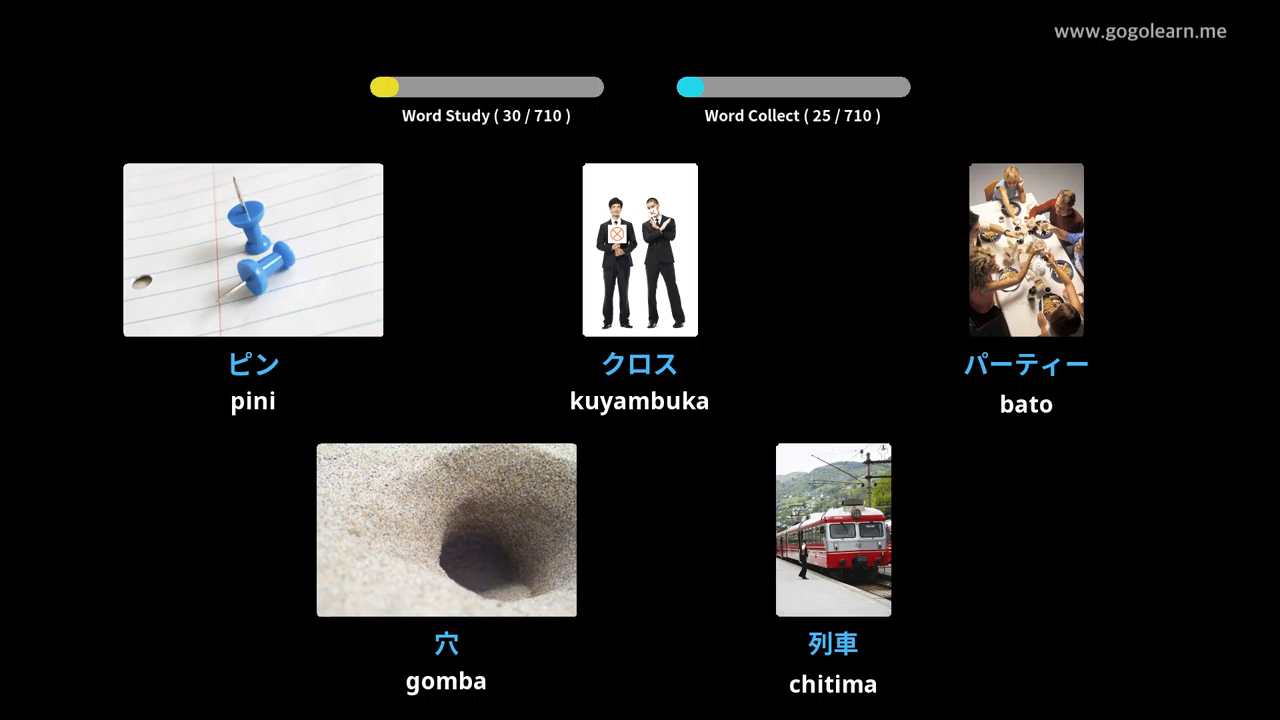 www.gogolearn.me
Word Study ( 30 / 710 )
Word Collect ( 25 / 710 )
ピン
pini
クロス
kuyambuka
パーティー
bato
穴
gomba
列車
chitima